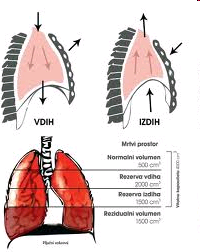 VDIH
IZDIH
Mrtvi prostor
Normalni volumen
500 cm³
Rezerva vdiha
2000 cm³
Rezerva izdiha
1500 cm³
Rezidualni volumen
1500 cm³